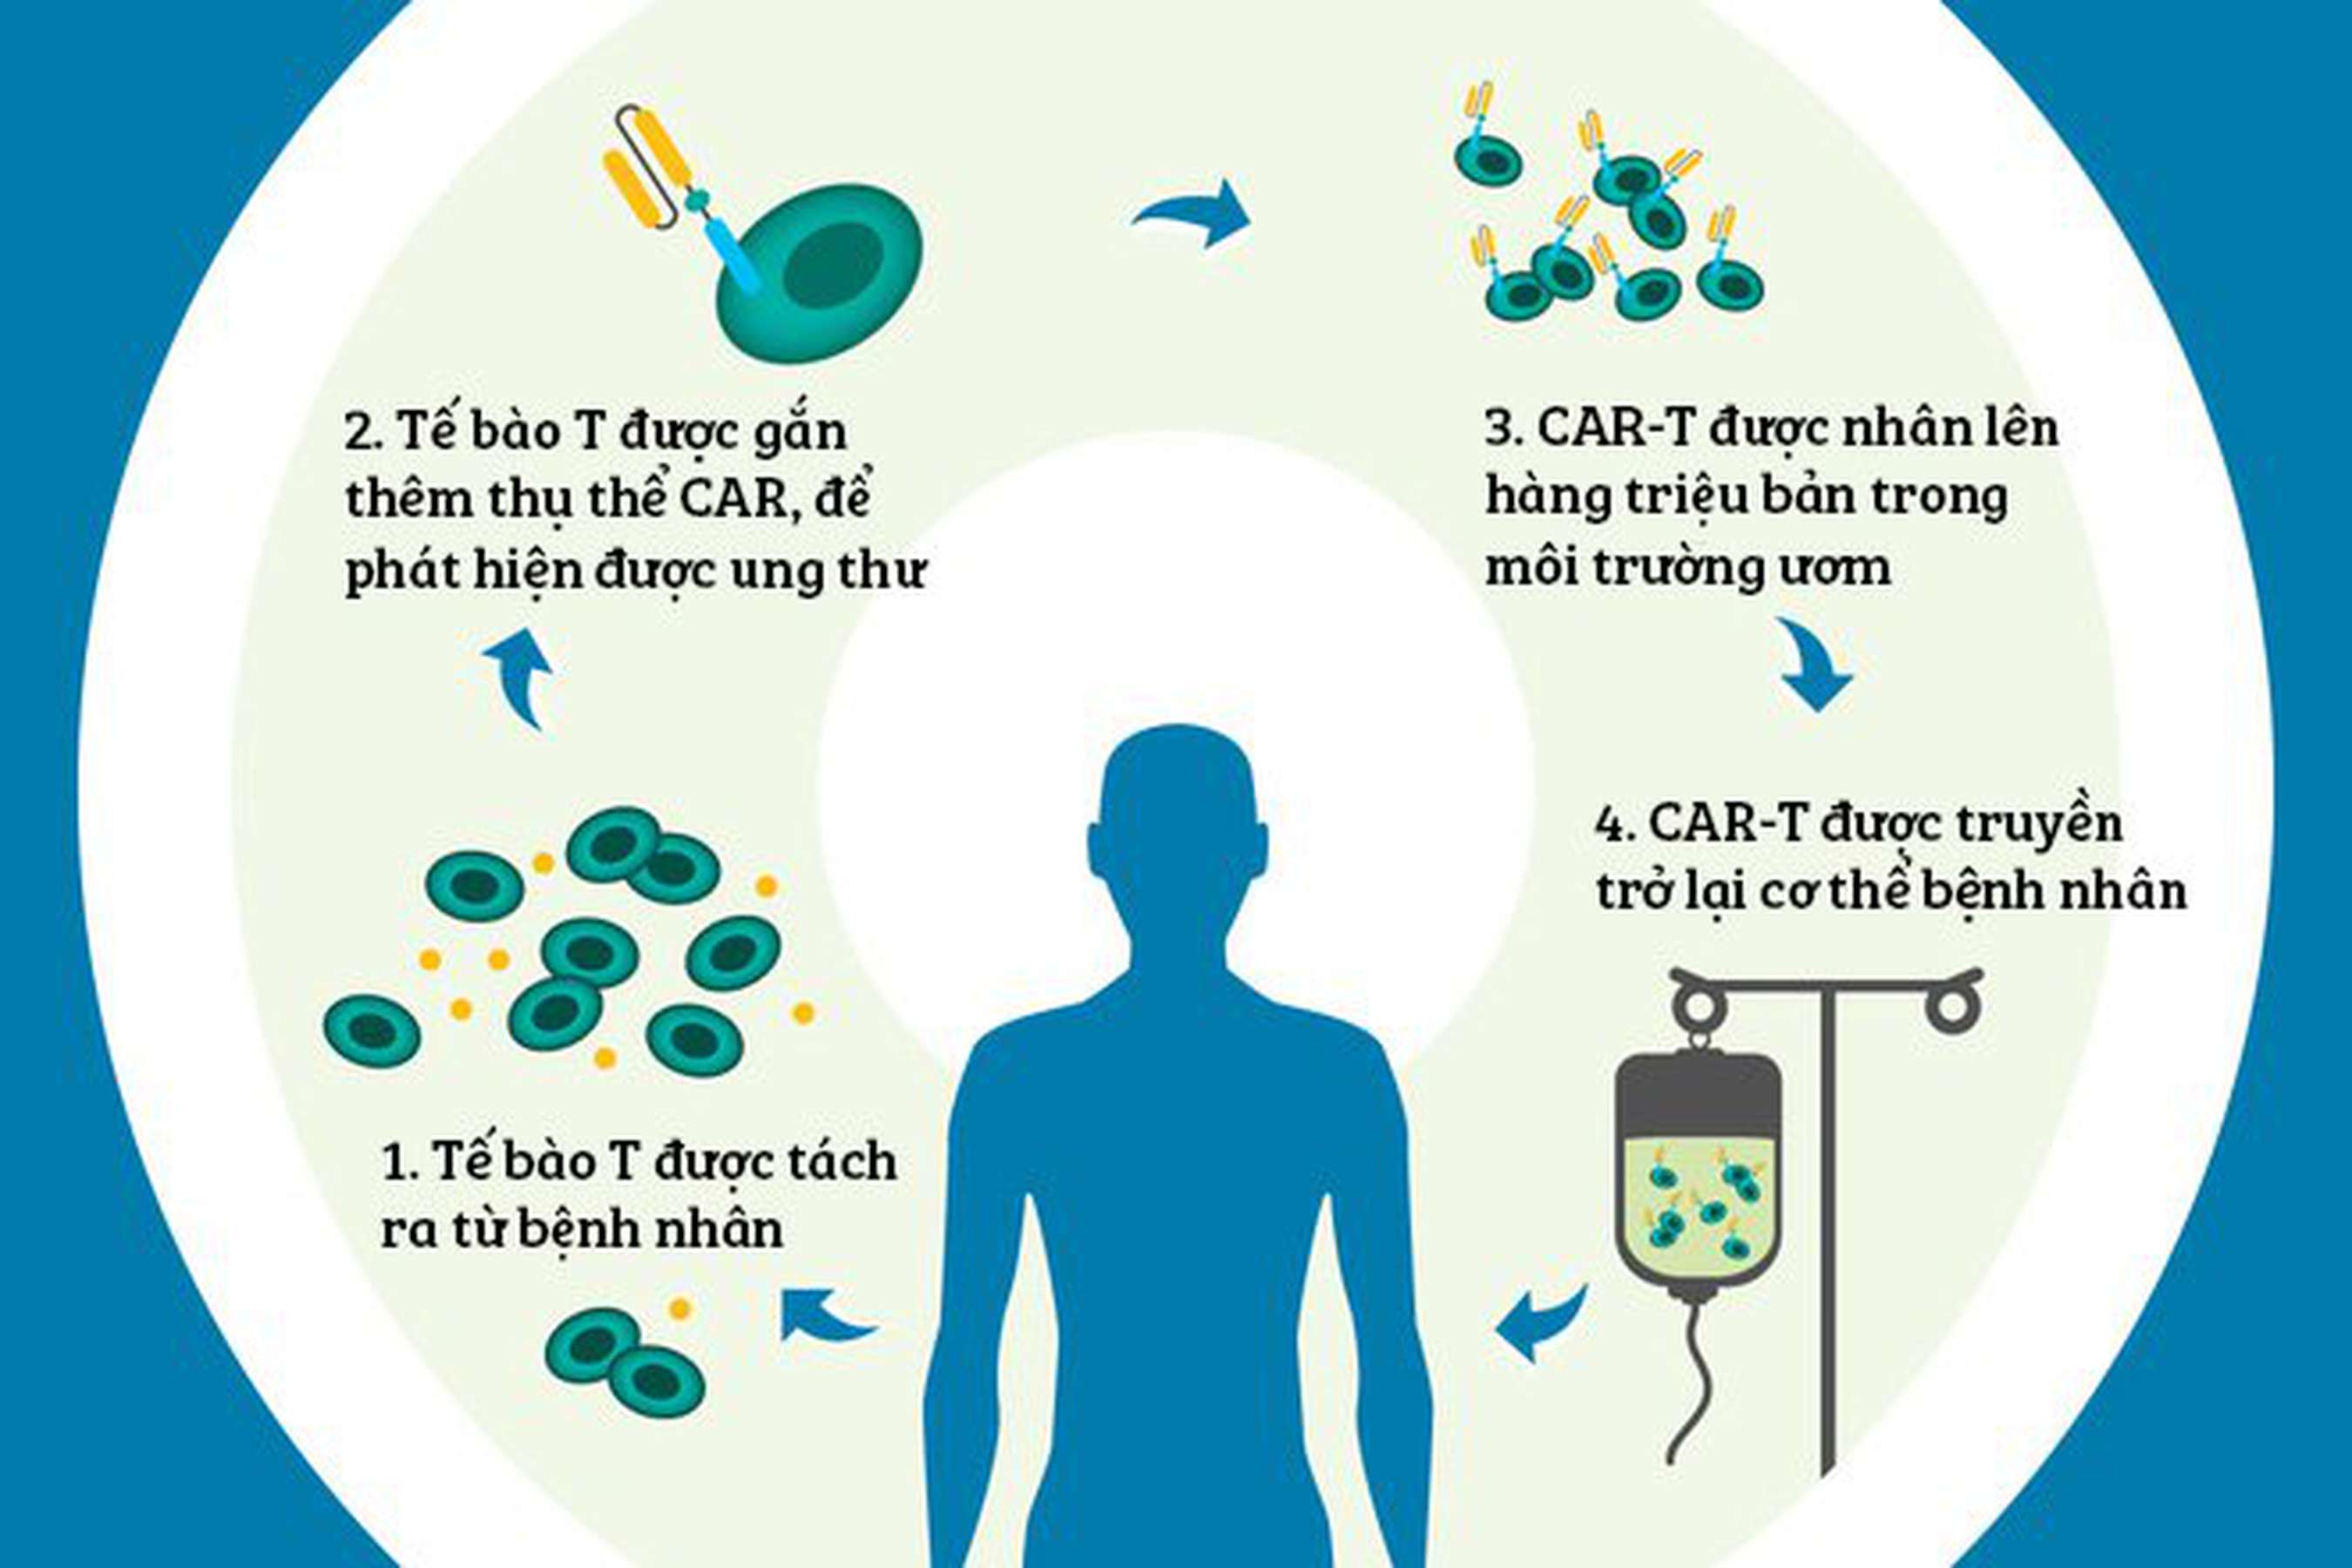 2. Tế bào T được gắn
thêm thụ thể CAR, để
phát hiện được ung thư
3. CAR-T được nhân lên
hàng triệu bản trong
môi trường ươm
4. CAR-T được truyền
trở lại cơ thể bệnh nhân
1. Tế bào T được tách
ra từ bệnh nhân